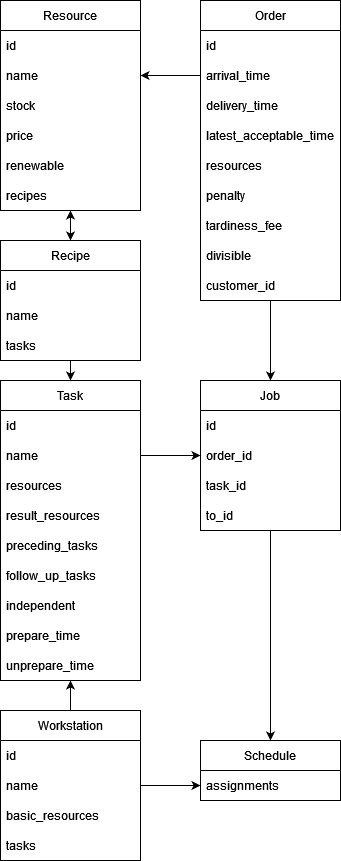 Resource
id
name
stock
price
renewable
recipes
Order
id
arrival_time
delivery_time
latest_acceptable_time
resources
penalty
tardiness_fee
divisible
customer_id
Recipe
id
name
tasks
Task
id
name
resources
result_resources
preceding_tasks
follow_up_tasks
independent
prepare_time
unprepare_time
Job
id
order_id
task_id
to_id
Workstation
id
name
basic_resources
tasks
Schedule
assignments